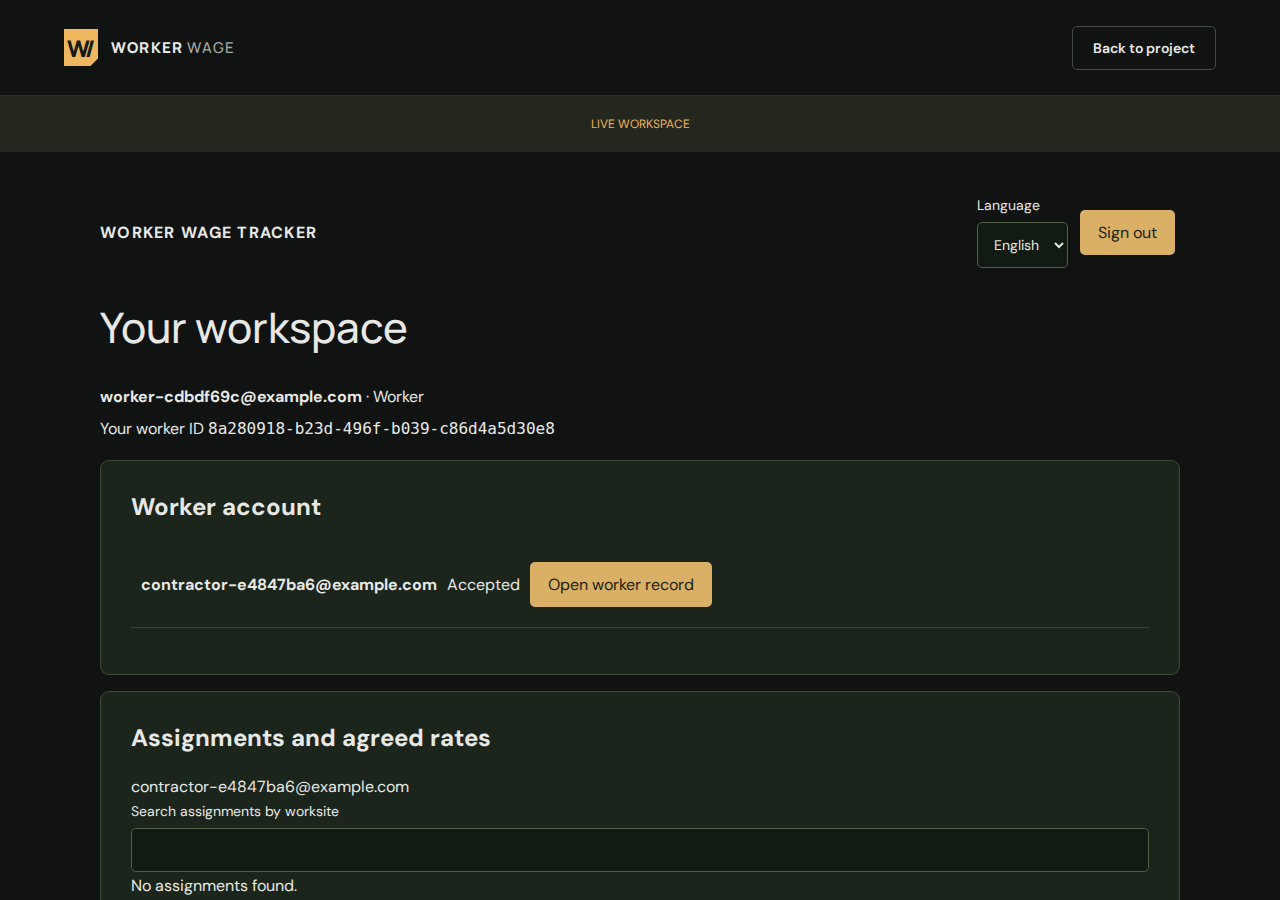 WORKER WAGE
Back to project
LIVE WORKSPACE
WORKER WAGE TRACKER
Language
English
Sign out
Your workspace
worker-cdbdf69c@example.com · Worker
Your worker ID 8a280918-b23d-496f-b039-c86d4a5d30e8
Worker account
contractor-e4847ba6@example.com Accepted Open worker record
Assignments and agreed rates
contractor-e4847ba6@example.com
Search assignments by worksite
No assignments found.